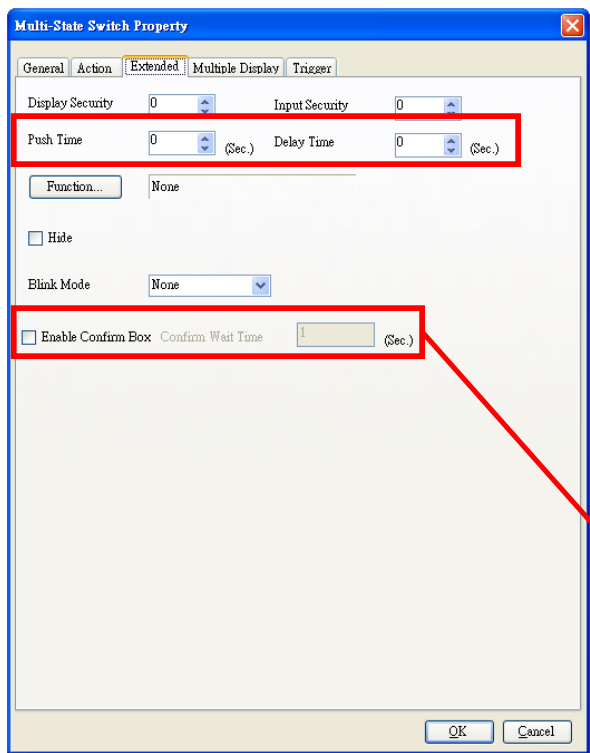 Multi-State Switch Property
General Action Extended Multiple Display Trigger
Display Security 0 Input Security 0
Push Time 0 (Sec.) Delay Time 0 (Sec.)
Function... None
Hide
Blink Mode None
Enable Confirm Box Confirm Wait Time 1 (Sec.)
OK Cancel